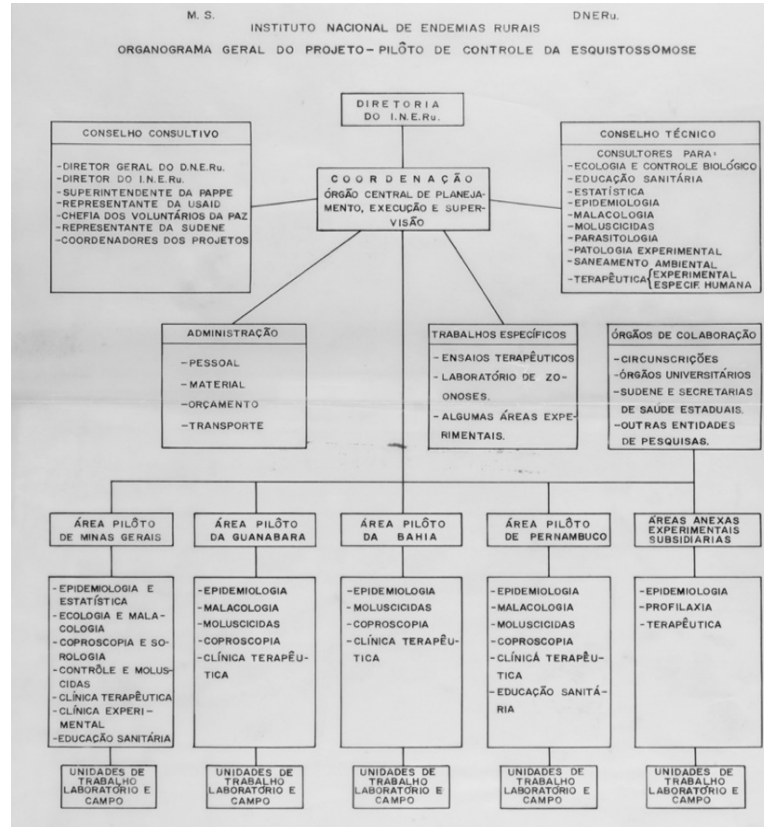 M. S. DNERu.
INSTITUTO NACIONAL DE ENDEMIAS RURAIS
ORGANOGRAMA GERAL DO PROJETO-PILÔTO DE CONTROLE DA ESQUISTOSSOMOSE
DIRETORIA
DO I.N.E.Ru.
CONSELHO CONSULTIVO
-DIRETOR GERAL DO D.N.E.Ru.
-DIRETOR DO I.N.E.Ru.
-SUPERINTENDENTE DA PAPPE
-REPRESENTANTE DA USAID
-CHEFIA DOS VOLUNTÁRIOS DA PAZ
-REPRESENTANTE DA SUDENE
-COORDENADORES DOS PROJETOS
COORDENAÇÃO
ÓRGÃO CENTRAL DE PLANEJA-
MENTO, EXECUÇÃO E SUPER-
VISÃO
CONSELHO TÉCNICO
CONSULTORES PARA:
-ECOLOGIA E CONTROLE BIOLÓGICO
-EDUCAÇÃO SANITÁRIA
-ESTATÍSTICA
-EPIDEMIOLOGIA
-MALACOLOGIA
-MOLUSCICIDAS
-PARASITOLOGIA
-PATOLOGIA EXPERIMENTAL
-SANEAMENTO AMBIENTAL
-TERAPÊUTICA {EXPERIMENTAL
ESPECIF. HUMANA
ADMINISTRAÇÃO
-PESSOAL
-MATERIAL
-ORÇAMENTO
-TRANSPORTE
TRABALHOS ESPECÍFICOS
-ENSAIOS TERAPÊUTICOS
-LABORATÓRIO DE ZO-
ONOSES.
-ALGUMAS ÁREAS EXPE-
RIMENTAIS.
ÓRGÃOS DE COLABORAÇÃO
-CIRCUNSCRIÇÕES
-ÓRGÃOS UNIVERSITÁRIOS
-SUDENE E SECRETARIAS
DE SAÚDE ESTADUAIS.
-OUTRAS ENTIDADES
DE PESQUISAS.
ÁREA PILÔTO
DE MINAS GERAIS
-EPIDEMIOLOGIA E
ESTATÍSTICA
-ECOLOGIA E MALA-
COLOGIA
-COPROSCOPIA E SO-
ROLOGIA
-CONTRÔLE E MOLUS-
CIDAS
-CLÍNICA TERAPÊUTICA
-CLÍNICA EXPERI-
MENTAL
-EDUCAÇÃO SANITÁRIA
UNIDADES DE
TRABALHO
LABORATÓRIO E
CAMPO
ÁREA PILÔTO
DA GUANABARA
-EPIDEMIOLOGIA
-MALACOLOGIA
-MOLUSCICIDAS
-COPROSCOPIA
-CLÍNICA TERAPÊU-
TICA
UNIDADES DE
TRABALHO
LABORATÓRIO E
CAMPO
ÁREA PILÔTO
DA BAHIA
-EPIDEMIOLOGIA
-MOLUSCICIDAS
-COPROSCOPIA
-CLÍNICA TERAPÊU-
TICA
UNIDADES DE
TRABALHO
LABORATÓRIO E
CAMPO
ÁREA PILÔTO
DE PERNAMBUCO
-EPIDEMIOLOGIA
-MALACOLOGIA
-MOLUSCICIDAS
-COPROSCOPIA
-CLÍNICA TERAPÊU-
TICA
-EDUCAÇÃO SANITÁ-
RIA
UNIDADES DE
TRABALHO
LABORATÓRIO E
CAMPO
ÁREAS ANEXAS
EXPERIMENTAIS
SUBSIDIARIAS
-EPIDEMIOLOGIA
-PROFILAXIA
-TERAPÊUTICA
UNIDADES DE
TRABALHO
LABORATÓRIO E
CAMPO